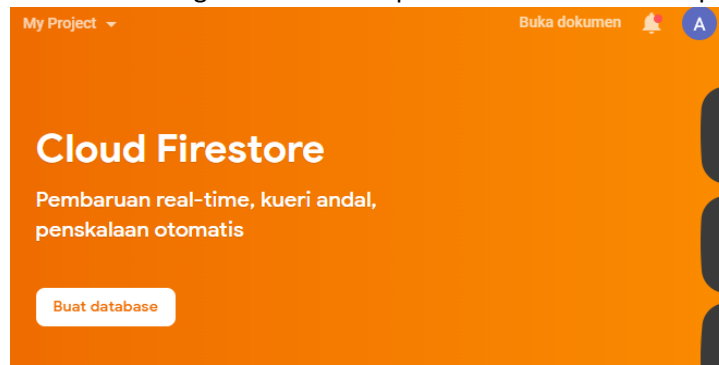 My Project
Buka dokumen
A
Cloud Firestore
Pembaruan real-time, kueri andal,
penskalaan otomatis
Buat database